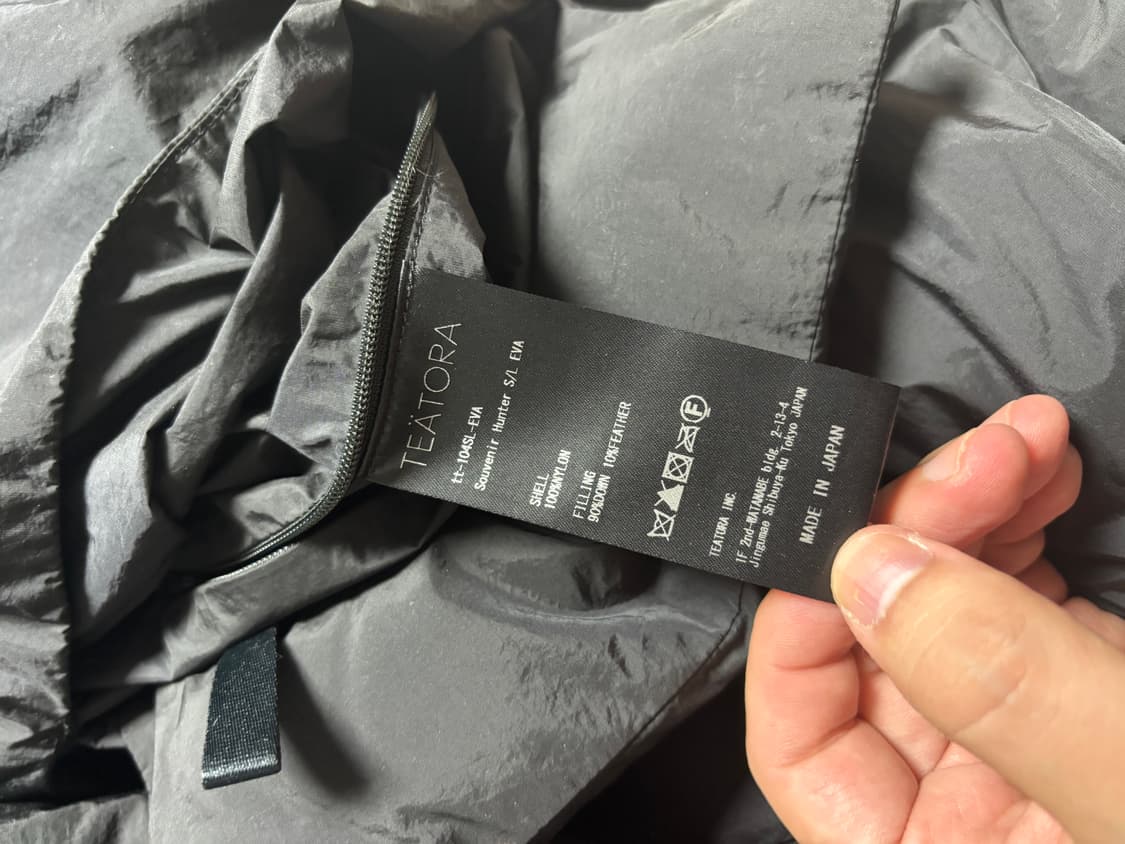 TEÄTORA
tt-104SL-EVA
Souvenir Hunter S/L EVA
SHELL
100%NYLON
FILLING
90%DOWN 10%FEATHER
F
TEATORA INC.
1F 2nd-WATANABE bldg. 2-13-4
Jingumae Shibuya-Ku Tokyo JAPAN
MADE IN JAPAN